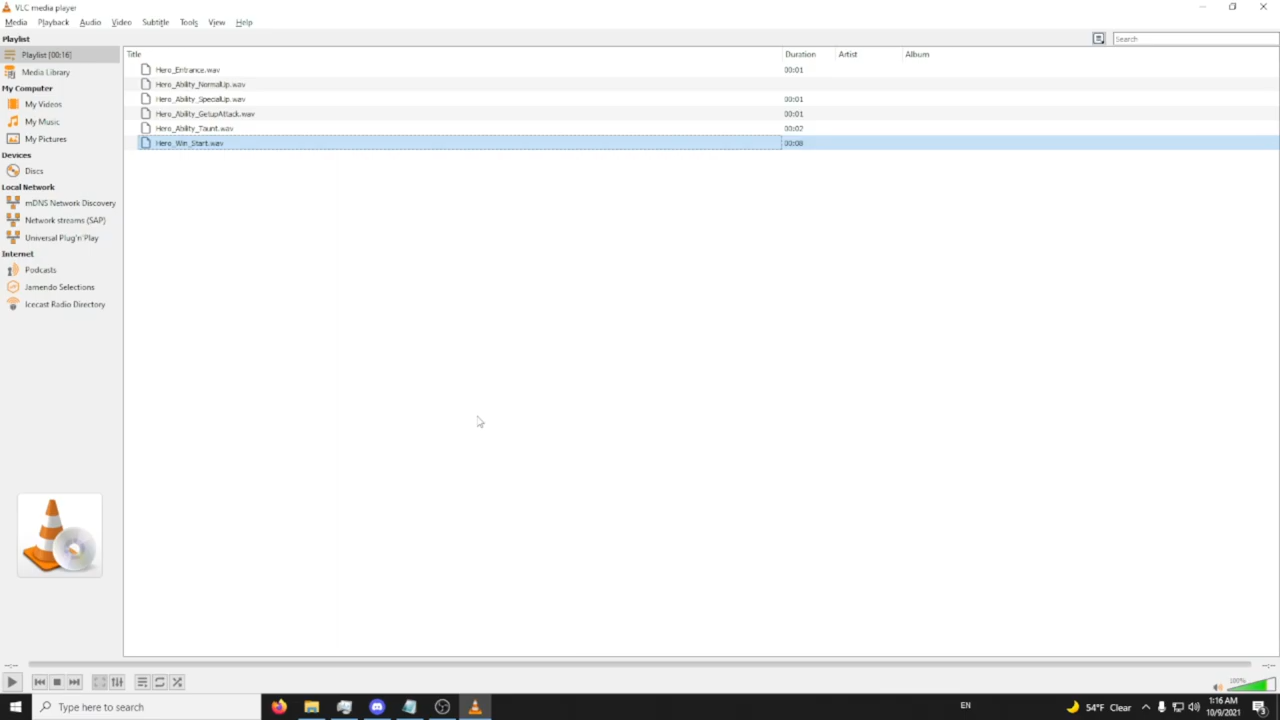 VLC media player
Media Playback Audio Video Subtitle Tools View Help
Playlist
Search
Playlist [00:16]
Title Duration Artist Album
Media Library
My Computer
My Videos
My Music
My Pictures
Devices
Discs
Local Network
mDNS Network Discovery
Network streams (SAP)
Universal Plug'n'Play
Internet
Podcasts
Jamendo Selections
Icecast Radio Directory
Hero_Entrance.wav 00:01
Hero_Ability_NormalUp.wav
Hero_Ability_SpecialUp.wav 00:01
Hero_Ability_GetupAttack.wav 00:01
Hero_Ability_Taunt.wav 00:02
Hero_Win_Start.wav 00:08
--:-- --:--
100%
Type here to search
EN
54°F Clear
1:16 AM
10/9/2021
3